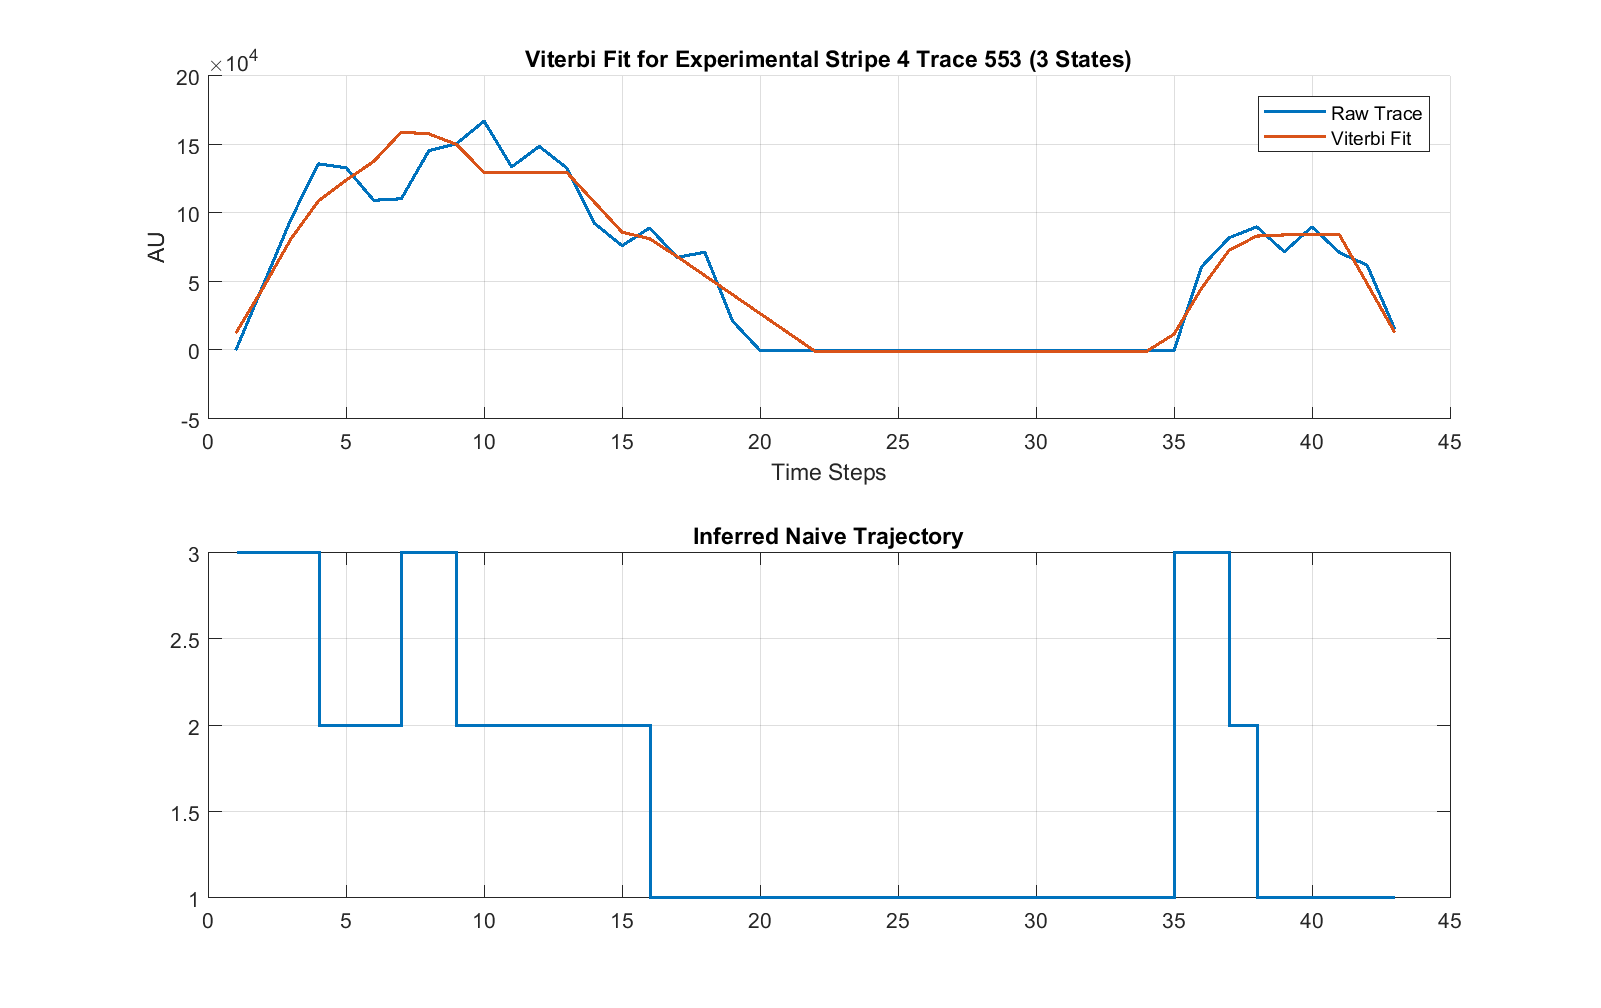 Viterbi Fit for Experimental Stripe 4 Trace 553 (3 States)
×10⁴
20
15
10
5
0
-5
AU
Raw Trace
Viterbi Fit
0 5 10 15 20 25 30 35 40 45
Time Steps
Inferred Naive Trajectory
3
2.5
2
1.5
1
0 5 10 15 20 25 30 35 40 45